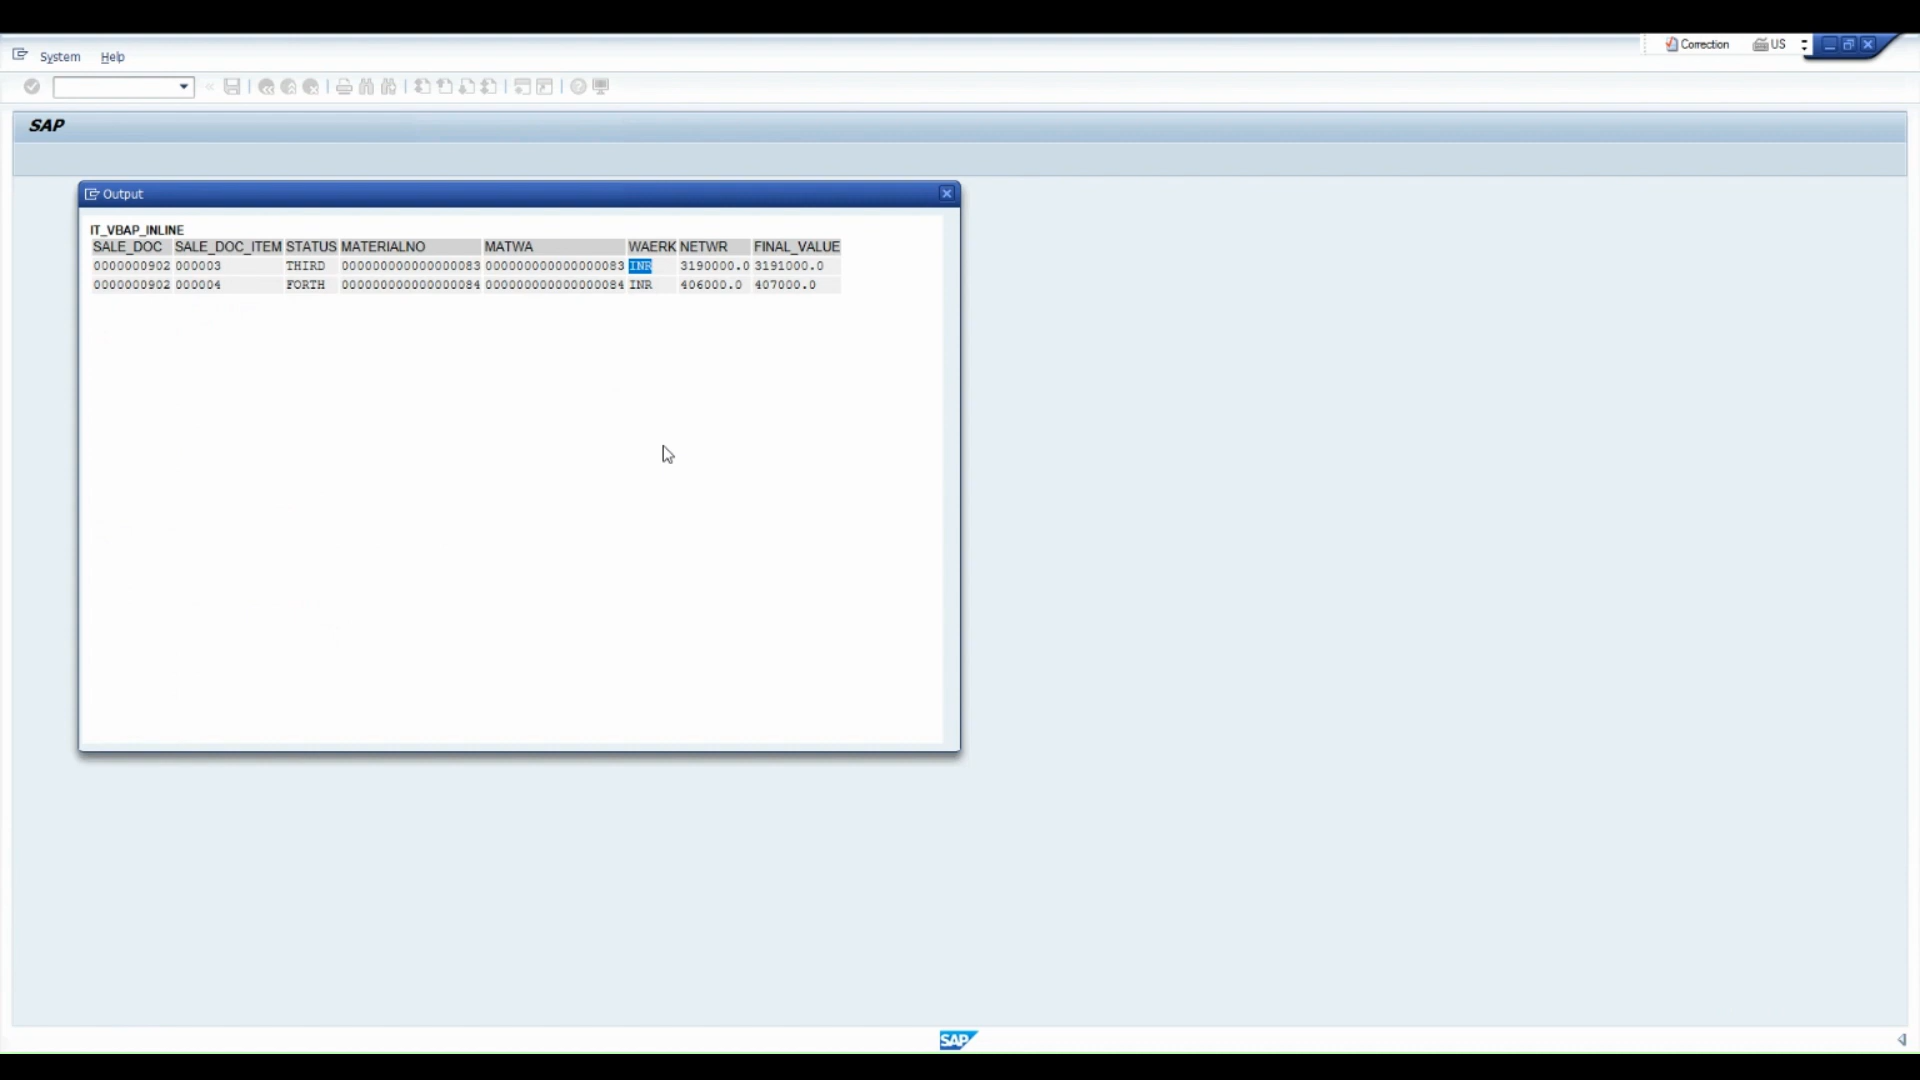 System Help
Correction US
SAP
Output
IT_VBAP_INLINE
SALE_DOC SALE_DOC_ITEM STATUS MATERIALNO MATWA WAERK NETWR FINAL_VALUE
0000000902 000003 THIRD 000000000000000083 000000000000000083 INR 3190000.0 3191000.0
0000000902 000004 FORTH 000000000000000084 000000000000000084 INR 406000.0 407000.0
SAP